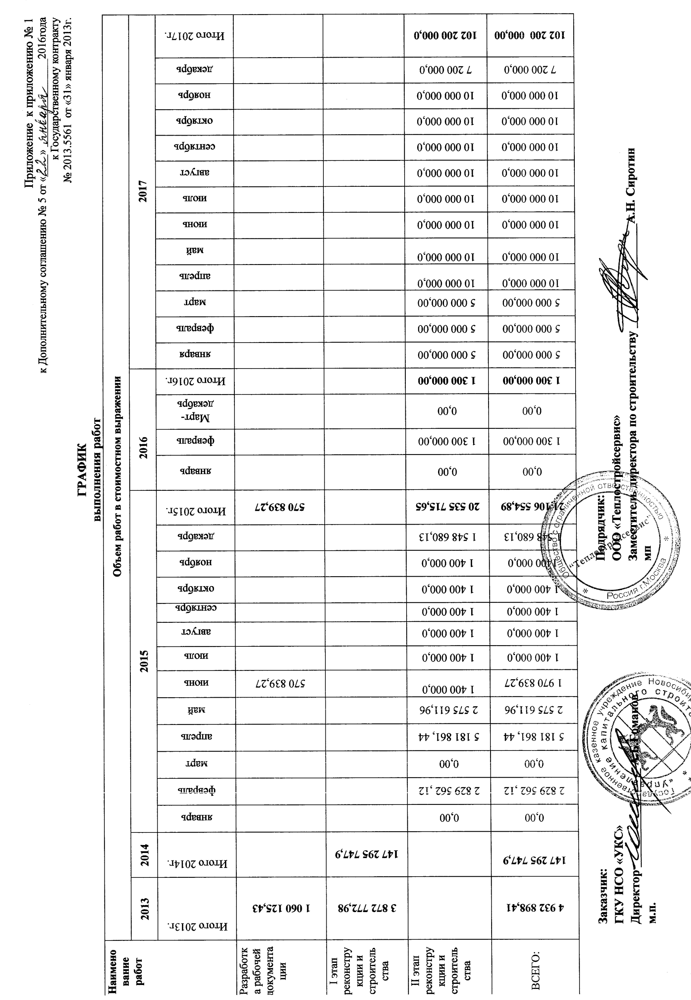 Приложение к приложению № 1
к Дополнительному соглашению № 5 от «22» января 2016года
к Государственному контракту
№ 2013.5561 от «31» января 2013г.
ГРАФИК
выполнения работ
Наимено
вание
работ
Объем работ в стоимостном выражении
2013 2014 2015 2016 2017
Итого 2013г. Итого 2014г. январь февраль март апрель май июнь июль август сентябрь октябрь ноябрь декабрь Итого 2015г. январь февраль Март-
декабрь Итого 2016г. января февраль март апрель май июнь июль август сентябрь октябрь ноябрь декабрь Итого 2017г.
Разработк
а рабочей
документа
ции
1 060 125,43 570 839,27 570 839,27
I этап
реконстру
кции и
строитель
ства
3 872 772,98 147 295 747,9
II этап
реконстру
кции и
строитель
ства
0,00 2 829 562 ,12 0,00 5 181 861, 44 2 575 611,96 1 400 000,0 1 400 000,0 1 400 000,0 1 400 000,0 1 400 000,0 1 400 000,0 1 548 680,13 20 535 715,65 0,00 1 300 000,00 0,00 1 300 000,00 5 000 000,00 5 000 000,00 5 000 000,00 10 000 000,0 10 000 000,0 10 000 000,0 10 000 000,0 10 000 000,0 10 000 000,0 10 000 000,0 10 000 000,0 7 200 000,0 102 200 000,0
ВСЕГО:
4 932 898,41 147 295 747,9 0,00 2 829 562 ,12 0,00 5 181 861, 44 2 575 611,96 1 970 839,27 1 400 000,0 1 400 000,0 1 400 000,0 1 400 000,0 1400 000,0 1 548 680,13 21 106 554,89 0,00 1 300 000,00 0,00 1 300 000,00 5 000 000,00 5 000 000,00 5 000 000,00 10 000 000,0 10 000 000,0 10 000 000,0 10 000 000,0 10 000 000,0 10 000 000,0 10 000 000,0 10 000 000,0 7 200 000,0 102 200 000,00
Заказчик:
ГКУ НСО «УКС»
Директор Гоманов
м.п.
Государственное казенное учреждение Новосибир
«Управление капитального строите
Подрядчик:
ООО «Теплостройсервис»
Заместитель директора по строительству А.Н. Сиротин
мп
Общество с ограниченной ответственностью
"Теплостройсервис"
Россия г.Москва